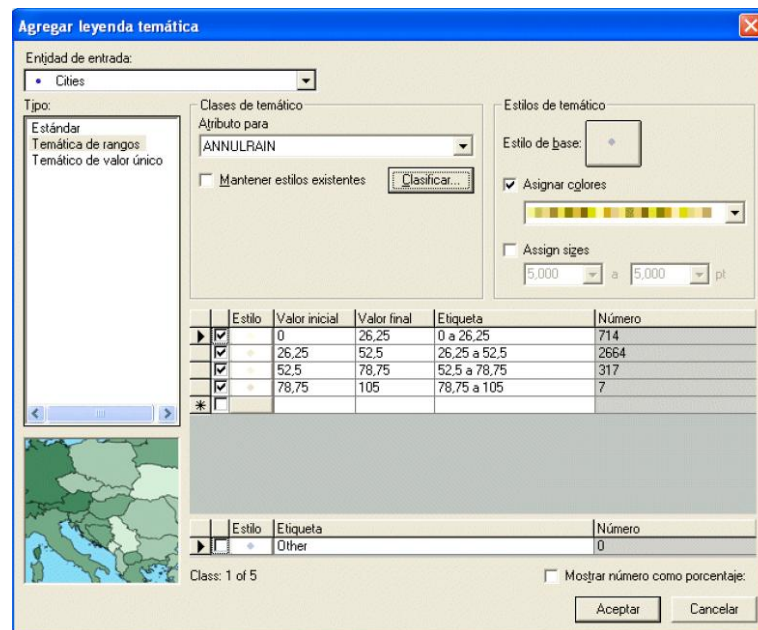 Agregar leyenda temática
Entidad de entrada:
Cities
Tipo:
Estándar
Temática de rangos
Temático de valor único
Clases de temático
Atributo para
ANNULRAIN
Mantener estilos existentes
Clasificar...
Estilos de temático
Estilo de base:
Asignar colores
Assign sizes
5,000 a 5,000 pt
Estilo Valor inicial Valor final Etiqueta Número
0 26,25 0 a 26,25 714
26,25 52,5 26,25 a 52,5 2664
52,5 78,75 52,5 a 78,75 317
78,75 105 78,75 a 105 7
Estilo Etiqueta Número
Other 0
Class: 1 of 5
Mostrar número como porcentaje:
Aceptar Cancelar